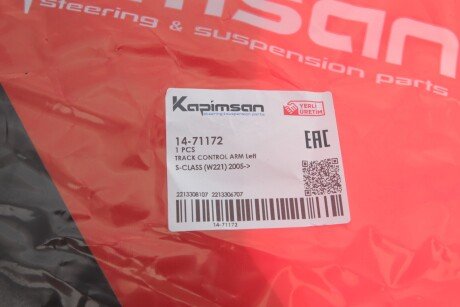 Kapimsan
steering & suspension parts
Kapimsan
steering & suspension parts
YERLİ
ÜRETİM
14-71172
1 PCS
TRACK CONTROL ARM Left
S-CLASS (W221) 2005->
EAC
2213308107 2213306707
14-71172